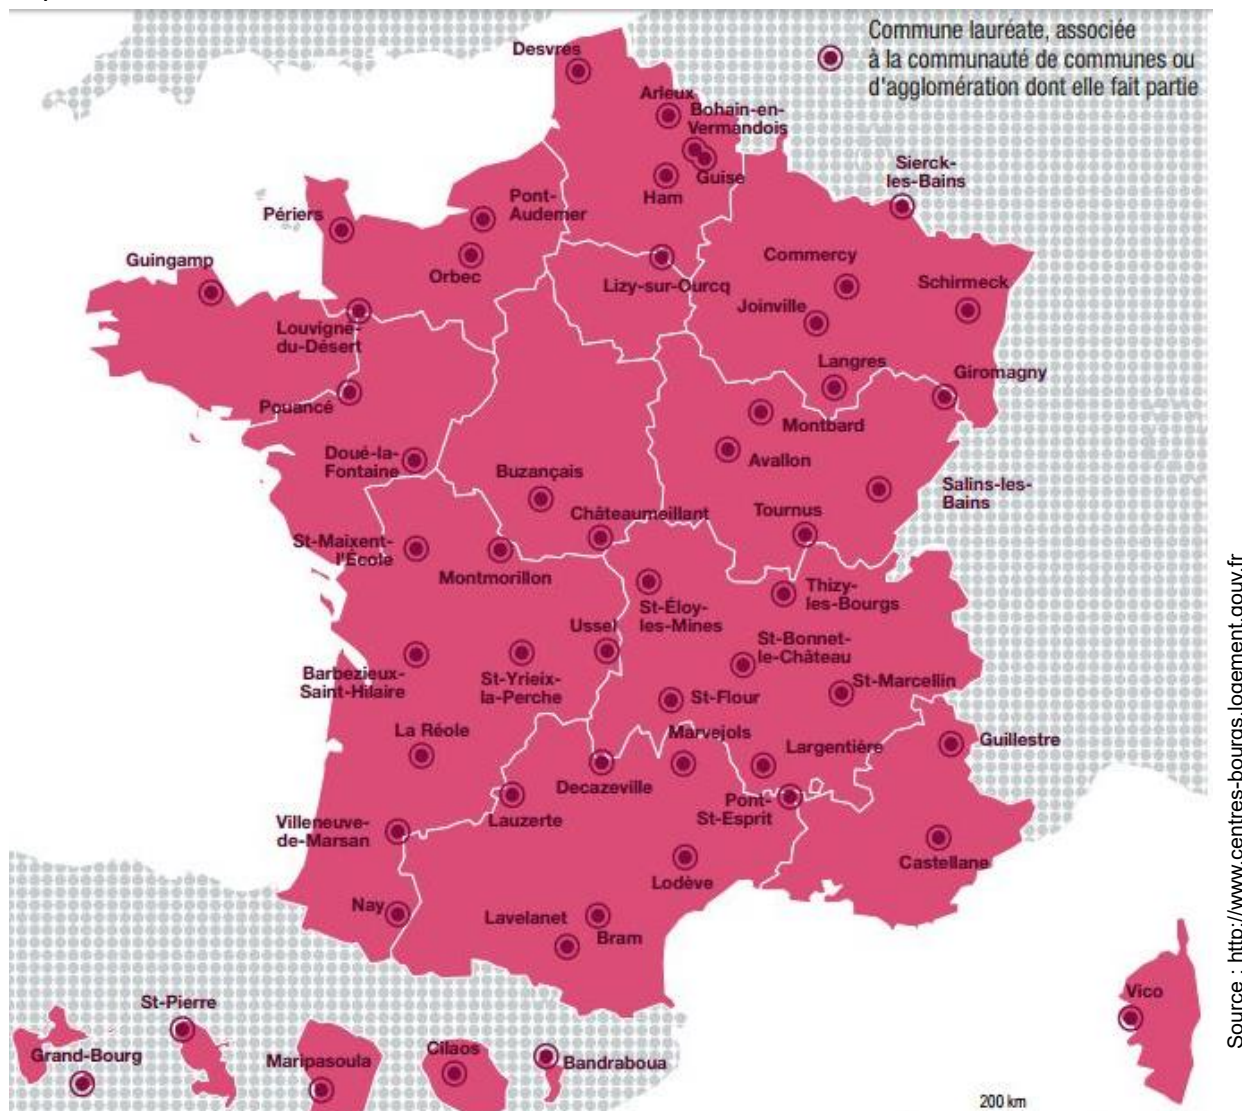 Commune lauréate, associée
à la communauté de communes ou
d'agglomération dont elle fait partie
Desvres
Arleux
Bohain-en-
Vermandois
Guise
Ham
Sierck-
les-Bains
Pont-
Audemer
Périers
Orbec
Guingamp
Lizy-sur-Ourcq
Commercy
Schirmeck
Joinville
Louvigné-
du-Désert
Langres
Giromagny
Pouancé
Montbard
Doué-la-
Fontaine
Avallon
Buzançais
Salins-les-
Bains
Châteaumeillant
Tournus
St-Maixent-
l'École
Montmorillon
Thizy-
les-Bourgs
St-Éloy-
les-Mines
Ussel
St-Bonnet-
le-Château
Barbezieux-
Saint-Hilaire
St-Yrieix-
la-Perche
St-Marcellin
St-Flour
La Réole
Marvejols
Largentière
Guillestre
Decazeville
Pont-
St-Esprit
Lauzerte
Villeneuve-
de-Marsan
Castellane
Lodève
Nay
Lavelanet
Bram
Vico
St-Pierre
Grand-Bourg
Maripasoula
Cilaos
Bandraboua
200 km
Source : http://www.centres-bourgs.logement.gouv.fr